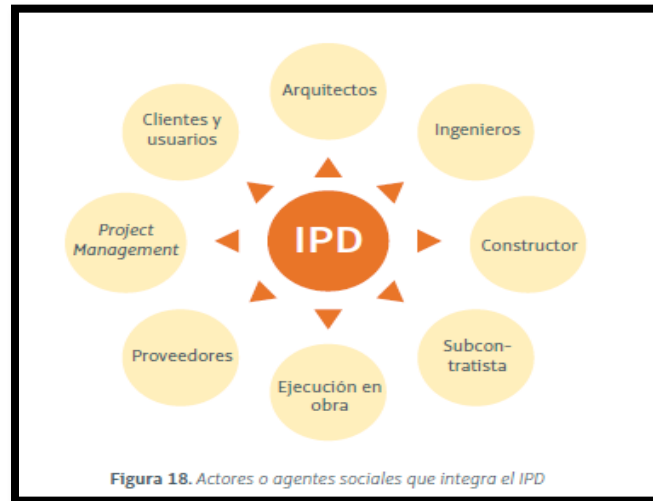 Arquitectos
Clientes y
usuarios
Ingenieros
IPD
Project
Management
Constructor
Proveedores
Subcon-
tratista
Ejecución en
obra
Figura 18. Actores o agentes sociales que integra el IPD